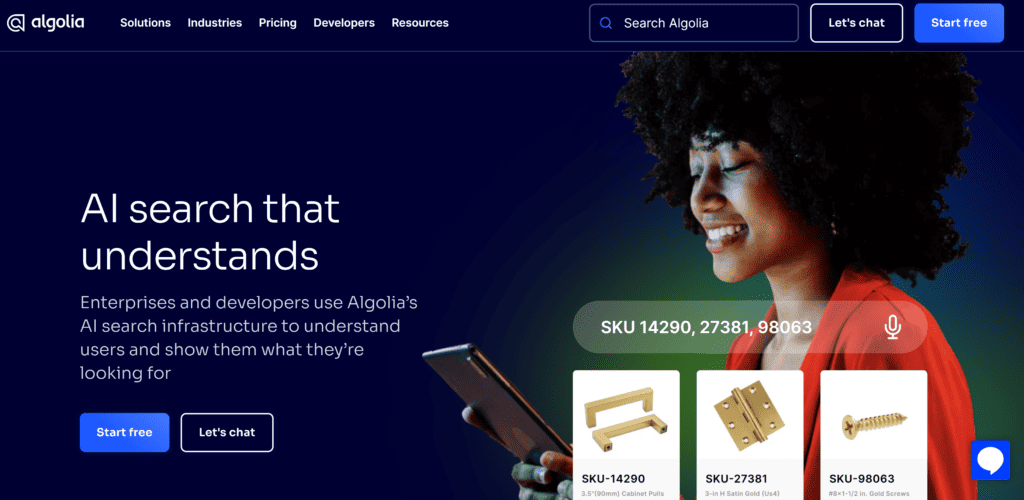 algolia
Solutions Industries Pricing Developers Resources
Search Algolia
Let's chat
Start free
AI search that
understands
Enterprises and developers use Algolia's
AI search infrastructure to understand
users and show them what they're
looking for
Start free
Let's chat
SKU 14290, 27381, 98063
SKU-14290
3.5"(90mm) Cabinet Pulls
SKU-27381
3-in H Satin Gold (Us4)
SKU-98063
#8x1-1/2 in. Gold Screws